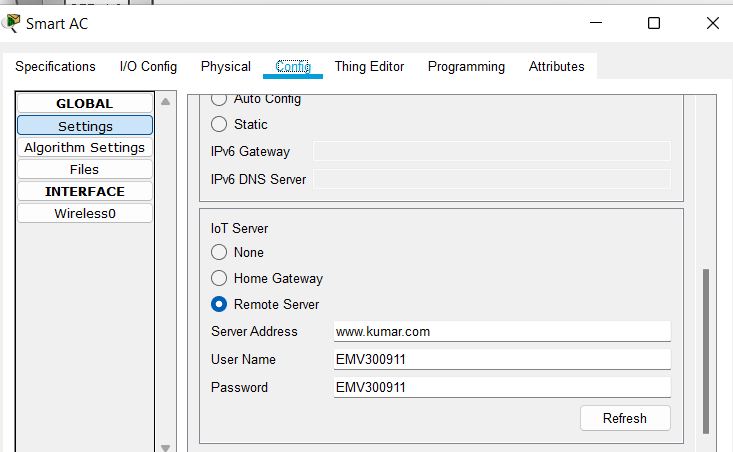 Smart AC
Specifications I/O Config Physical Config Thing Editor Programming Attributes
GLOBAL
Settings
Algorithm Settings
Files
INTERFACE
Wireless0
Auto Config
Static
IPv6 Gateway
IPv6 DNS Server
IoT Server
None
Home Gateway
Remote Server
Server Address www.kumar.com
User Name EMV300911
Password EMV300911
Refresh